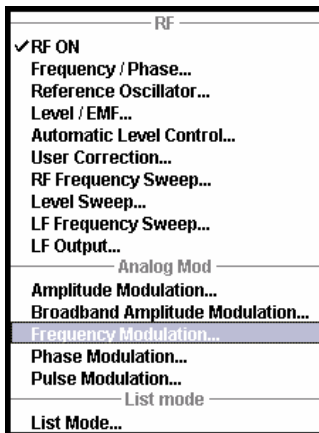 RF
RF ON
Frequency / Phase...
Reference Oscillator...
Level / EMF...
Automatic Level Control...
User Correction...
RF Frequency Sweep...
Level Sweep...
LF Frequency Sweep...
LF Output...
Analog Mod
Amplitude Modulation...
Broadband Amplitude Modulation...
Frequency Modulation...
Phase Modulation...
Pulse Modulation...
List mode
List Mode...